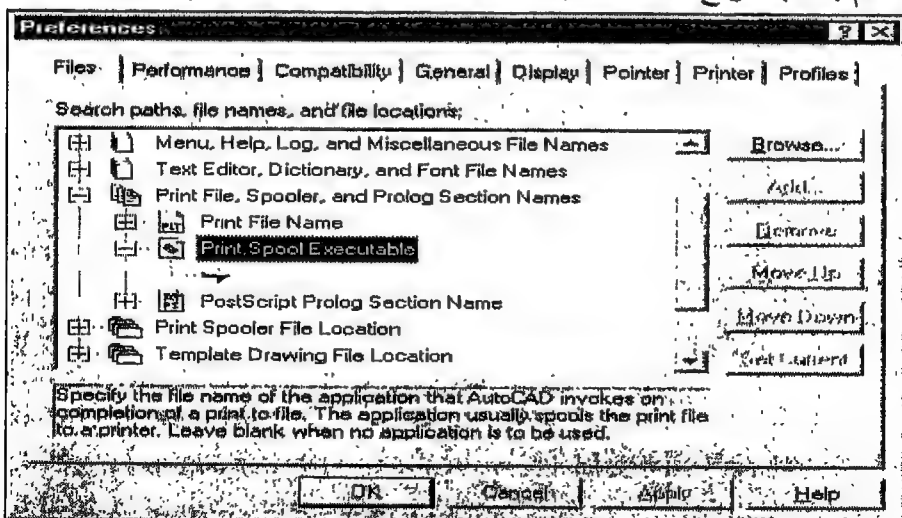 Preferences
Files Performance Compatibility General Display Pointer Printer Profiles
Search paths, file names, and file locations:
Menu, Help, Log, and Miscellaneous File Names
Browse...
Text Editor, Dictionary, and Font File Names
Add...
Print File, Spooler, and Prolog Section Names
Print File Name
Remove
Print Spool Executable
Move Up
PostScript Prolog Section Name
Move Down
Print Spooler File Location
Template Drawing File Location
Set Current
Specify the file name of the application that AutoCAD invokes on
completion of a print to file. The application usually spools the print file
to a printer. Leave blank when no application is to be used.
OK Cancel Apply Help